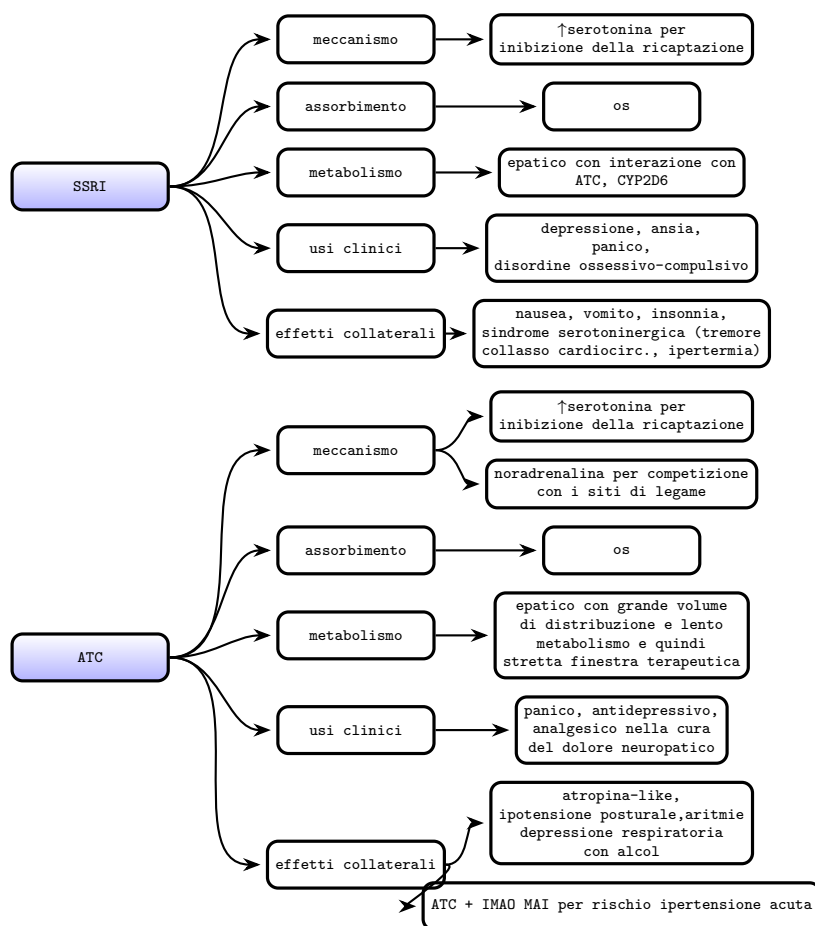 SSRI
meccanismo
↑serotonina per
inibizione della ricaptazione
assorbimento
os
metabolismo
epatico con interazione con
ATC, CYP2D6
usi clinici
depressione, ansia,
panico,
disordine ossessivo-compulsivo
effetti collaterali
nausea, vomito, insonnia,
sindrome serotoninergica (tremore
collasso cardiocirc., ipertermia)
ATC
meccanismo
↑serotonina per
inibizione della ricaptazione
noradrenalina per competizione
con i siti di legame
assorbimento
os
metabolismo
epatico con grande volume
di distribuzione e lento
metabolismo e quindi
stretta finestra terapeutica
usi clinici
panico, antidepressivo,
analgesico nella cura
del dolore neuropatico
effetti collaterali
atropina-like,
ipotensione posturale,aritmie
depressione respiratoria
con alcol
ATC + IMAO MAI per rischio ipertensione acuta